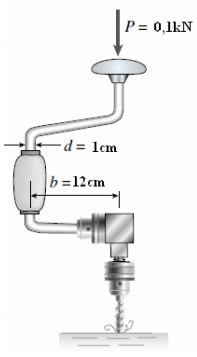 P = 0,1kN
d = 1cm
b =12cm